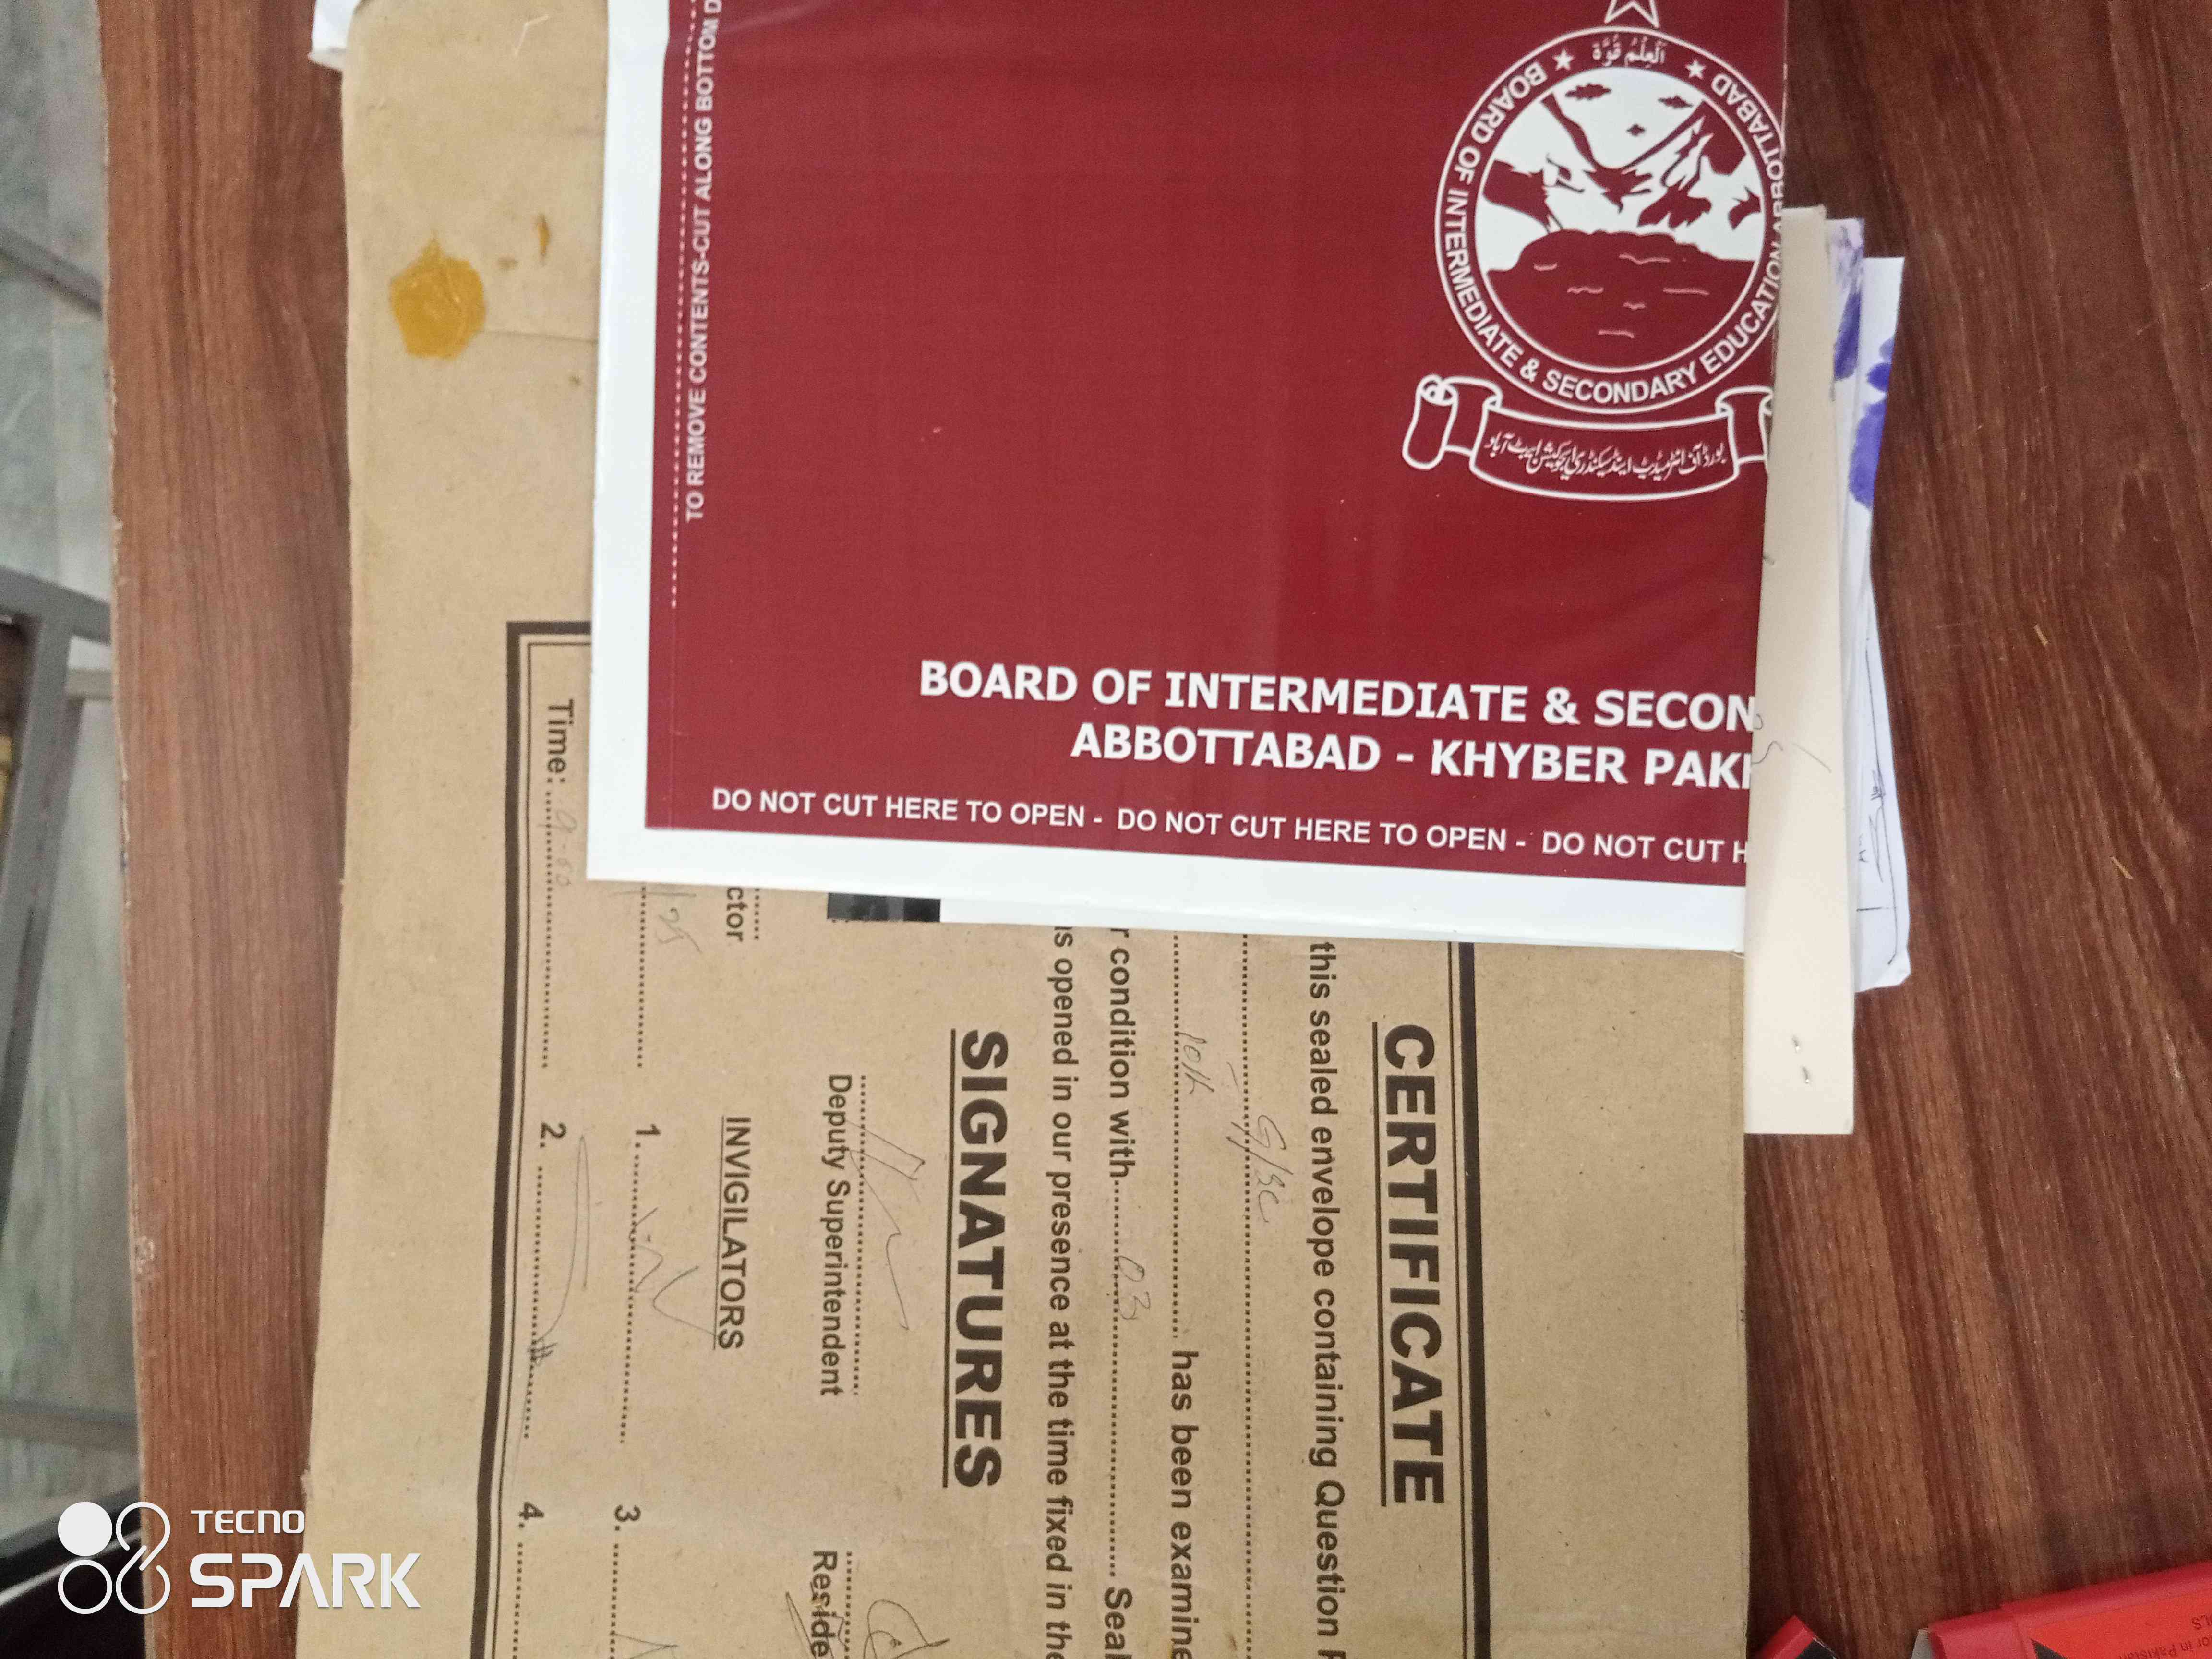 TO REMOVE CONTENTS-CUT ALONG BOTTOM D
اَلْعِلْمُ قُوَّة
BOARD OF INTERMEDIATE & SECONDARY EDUCATION ABBOTTABAD
بورڈ آف انٹرمیڈیٹ اینڈ سیکنڈری ایجوکیشن ایبٹ آباد
BOARD OF INTERMEDIATE & SECON
ABBOTTABAD - KHYBER PAK
DO NOT CUT HERE TO OPEN - DO NOT CUT HERE TO OPEN - DO NOT CUT H
CERTIFICATE
this sealed envelope containing Question
G/Sc
10th has been examine
r condition with 03 Seal
s opened in our presence at the time fixed in the
SIGNATURES
Deputy Superintendent Reside
ctor
INVIGILATORS
1. 3.
Time: 2. 4.
TECNO
SPARK